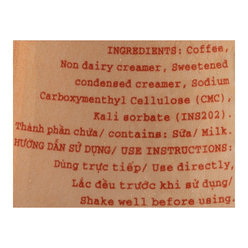 INGREDIENTS: Coffee,
Non dairy creamer, Sweetened
condensed creamer, Sodium
Carboxymenthyl Cellulose (CMC),
Kali sorbate (INS202).
Thành phần chứa/ contains: Sữa/ Milk.
HƯỚNG DẪN SỬ DỤNG/ USE INSTRUCTIONS:
Dùng trực tiếp/ Use directly,
Lắc đều trước khi sử dụng/
Shake well before using.